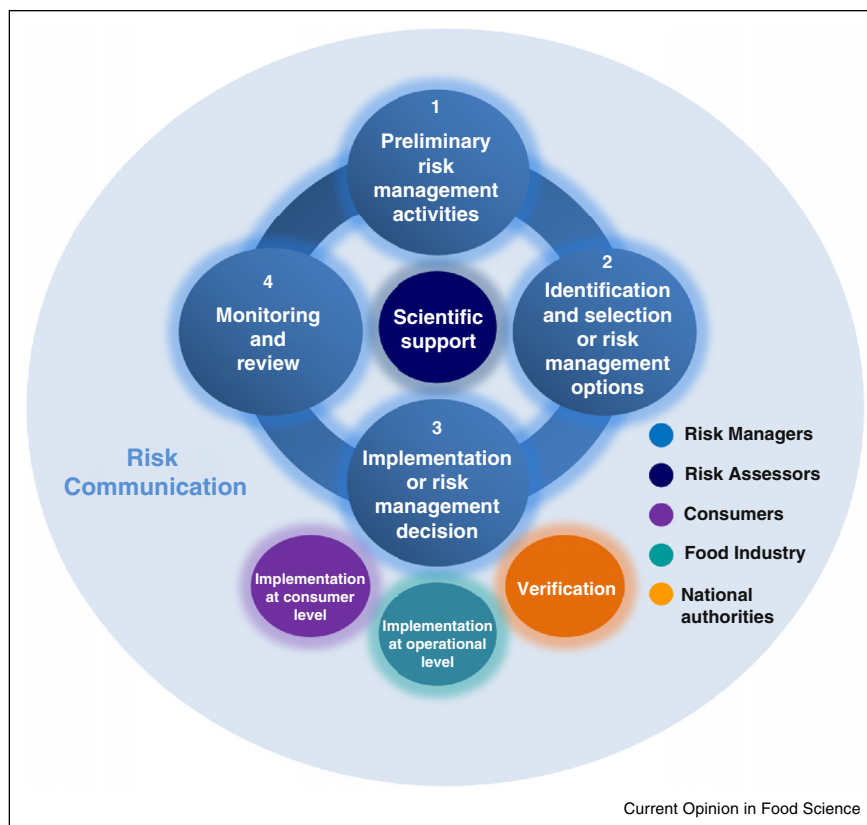 1
Preliminary
risk
management
activities
2
Identification
and selection
or risk
management
options
4
Monitoring
and
review
Scientific
support
3
Implementation
or risk
management
decision
Risk
Communication
Implementation
at consumer
level
Implementation
at operational
level
Verification
Risk Managers
Risk Assessors
Consumers
Food Industry
National
authorities
Current Opinion in Food Science